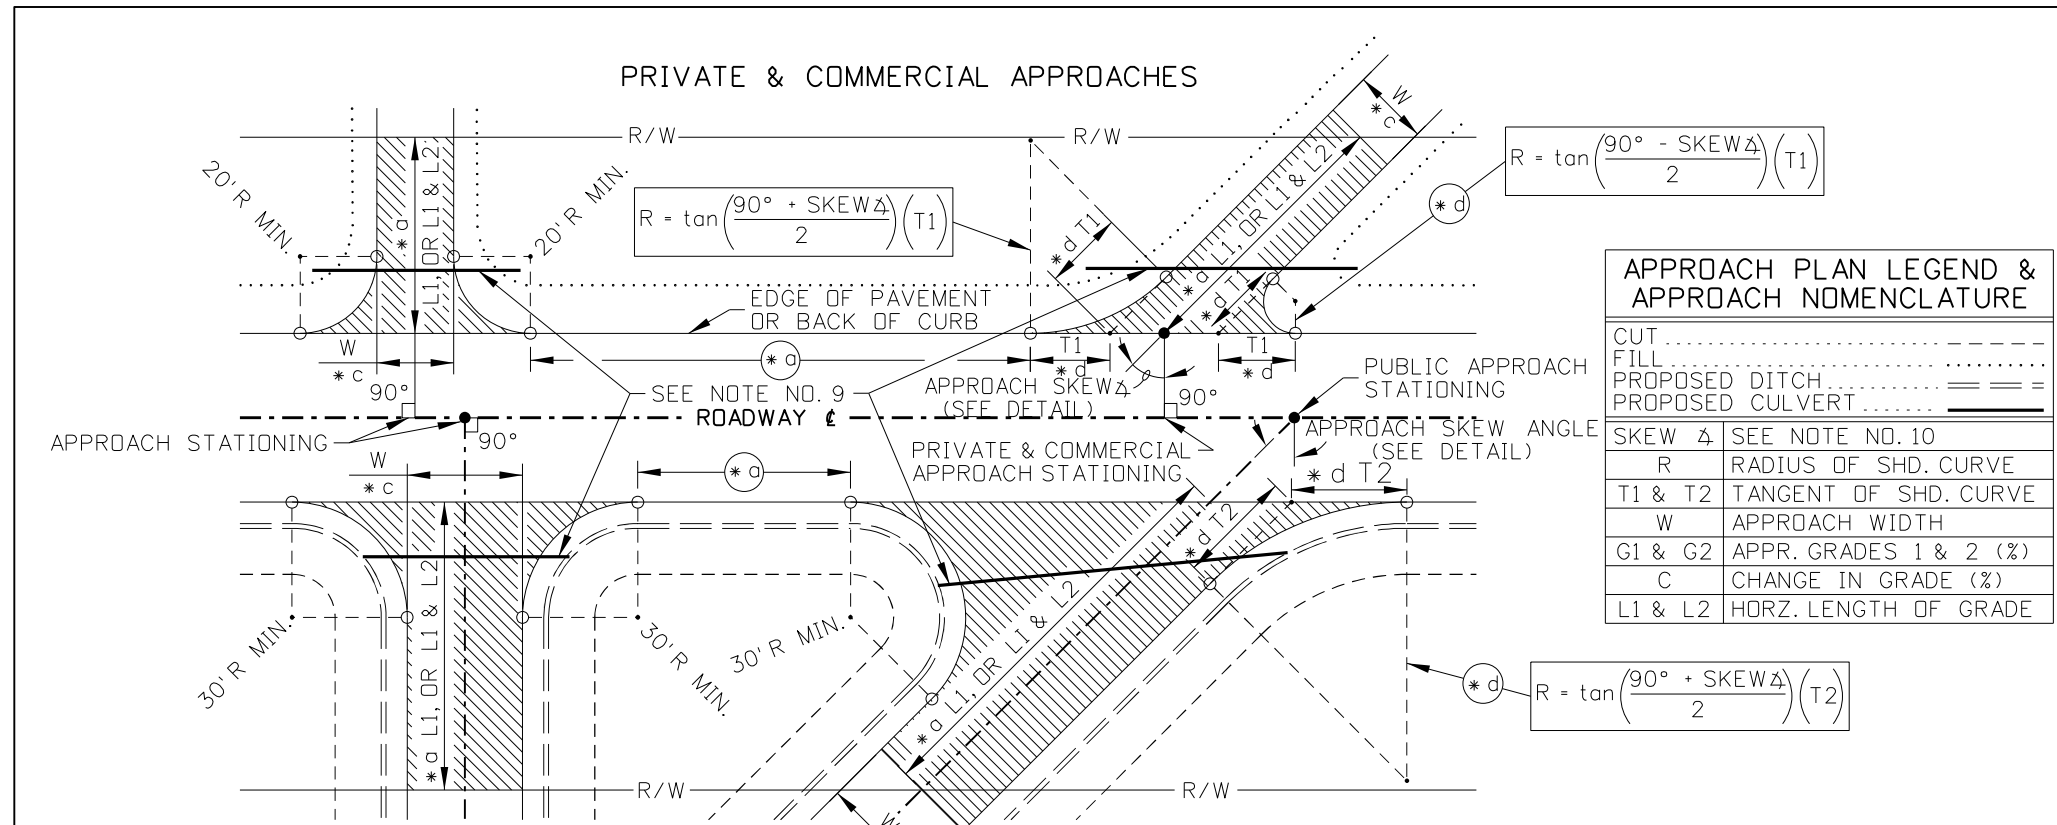 PRIVATE & COMMERCIAL APPROACHES
R/W
R/W
W
* c
20' R MIN.
20' R MIN.
* a
L1, OR L1 & L2
R = tan(90° + SKEW∡ / 2)(T1)
* d T1
* a L1, OR L1 & L2
* d T1
R = tan(90° - SKEW∡ / 2)(T1)
* d
EDGE OF PAVEMENT
OR BACK OF CURB
W
* c
* a
T1
* d
T1
* d
90°
SEE NOTE NO. 9
APPROACH SKEW∡
(SEE DETAIL)
90°
PUBLIC APPROACH
STATIONING
ROADWAY ℄
APPROACH STATIONING
90°
PRIVATE & COMMERCIAL
APPROACH STATIONING
APPROACH SKEW ANGLE
(SEE DETAIL)
W
* c
* a
* d T2
* d T2
* a L1, OR L1 & L2
* a L1, OR L1 & L2
30' R MIN.
30' R MIN.
30' R MIN.
* d
R = tan(90° + SKEW∡ / 2)(T2)
R/W
R/W
W
APPROACH PLAN LEGEND &
APPROACH NOMENCLATURE
CUT
FILL
PROPOSED DITCH
PROPOSED CULVERT
SKEW ∡ SEE NOTE NO. 10
R RADIUS OF SHD. CURVE
T1 & T2 TANGENT OF SHD. CURVE
W APPROACH WIDTH
G1 & G2 APPR. GRADES 1 & 2 (%)
C CHANGE IN GRADE (%)
L1 & L2 HORZ. LENGTH OF GRADE